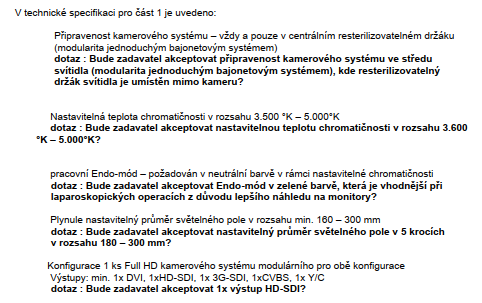 V technické specifikaci pro část 1 je uvedeno:
Připravenost kamerového systému – vždy a pouze v centrálním resterilizovatelném držáku
(modularita jednoduchým bajonetovým systémem)
dotaz : Bude zadavatel akceptovat připravenost kamerového systému ve středu
svítidla (modularita jednoduchým bajonetovým systémem), kde resterilizovatelný
držák svítidla je umístěn mimo kameru?
Nastavitelná teplota chromatičnosti v rozsahu 3.500 °K – 5.000°K
dotaz : Bude zadavatel akceptovat nastavitelnou teplotu chromatičnosti v rozsahu 3.600
°K – 5.000°K?
pracovní Endo-mód – požadován v neutrální barvě v rámci nastavitelné chromatičnosti
dotaz : Bude zadavatel akceptovat Endo-mód v zelené barvě, která je vhodnější při
laparoskopických operacích z důvodu lepšího náhledu na monitory?
Plynule nastavitelný průměr světelného pole v rozsahu min. 160 – 300 mm
dotaz : Bude zadavatel akceptovat nastavitelný průměr světelného pole v 5 krocích
v rozsahu 180 – 300 mm?
Konfigurace 1 ks Full HD kamerového systému modulárního pro obě konfigurace
Výstupy: min. 1x DVI, 1xHD-SDI, 1x 3G-SDI, 1xCVBS, 1x Y/C
dotaz : Bude zadavatel akceptovat 1x výstup HD-SDI?